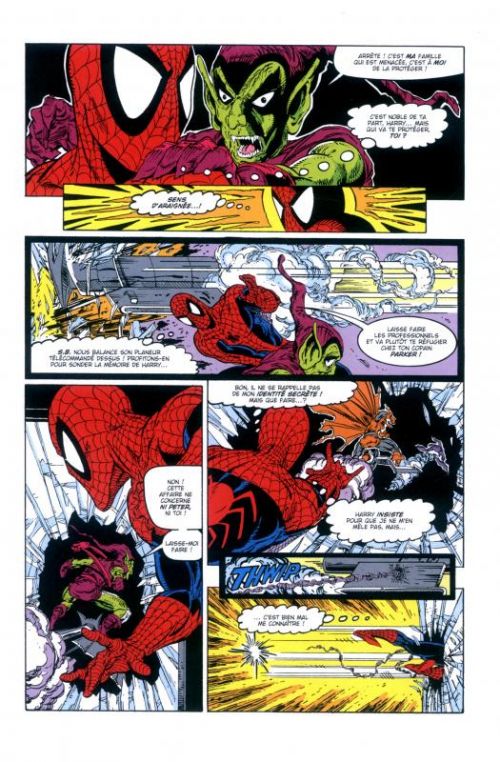 ARRÊTE ! C'EST MA FAMILLE
QUI EST MENACÉE, C'EST À MOI
DE LA PROTÉGER !
C'EST NOBLE DE TA
PART, HARRY... MAIS
QUI VA TE PROTÉGER,
TOI ?
SENS
D'ARAIGNÉE...!
S.B. NOUS BALANCE SON PLANEUR
TÉLÉCOMMANDÉ DESSUS ! PROFITONS-EN
POUR SONDER LA MÉMOIRE DE HARRY...
LAISSE FAIRE
LES PROFESSIONNELS
ET VA PLUTÔT TE RÉFUGIER
CHEZ TON COPAIN
PARKER !
NON !
CETTE
AFFAIRE NE
CONCERNE
NI PETER,
NI TOI !
LAISSE-MOI
FAIRE !
BON, IL NE SE RAPPELLE PAS
DE MON IDENTITÉ SECRÈTE !
MAIS QUE FAIRE...?
HARRY INSISTE
POUR QUE JE NE M'EN
MÊLE PAS, MAIS...
THWIP
... C'EST BIEN MAL
ME CONNAÎTRE !